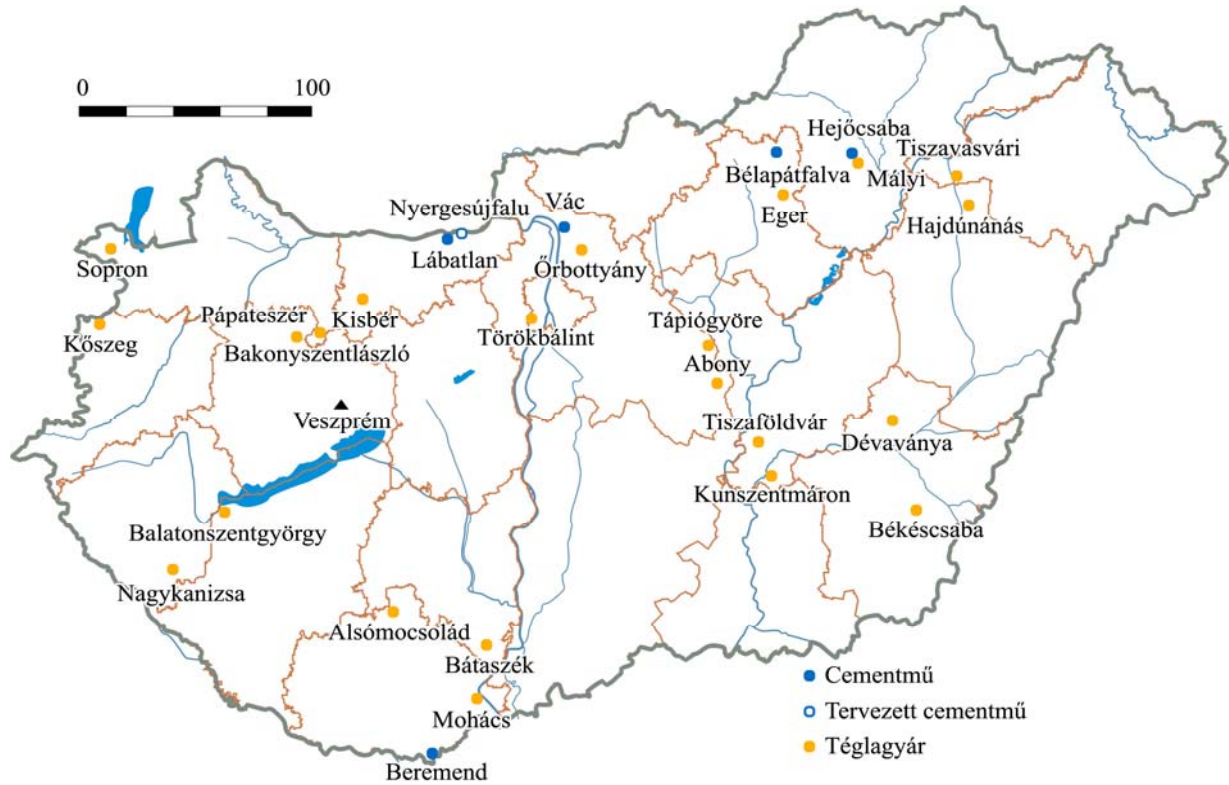 0 100
Hejőcsaba
Tiszavasvári
Bélapátfalva
Mályi
Eger
Hajdúnánás
Nyergesújfalu
Vác
Lábatlan
Őrbottyány
Sopron
Pápateszér
Kisbér
Tápiógyöre
Kőszeg
Bakonyszentlászló
Törökbálint
Abony
Veszprém
Tiszaföldvár
Dévaványa
Kunszentmáron
Balatonszentgyörgy
Békéscsaba
Nagykanizsa
Alsómocsolád
Bátaszék
Mohács
Beremend
Cementmű
Tervezett cementmű
Téglagyár